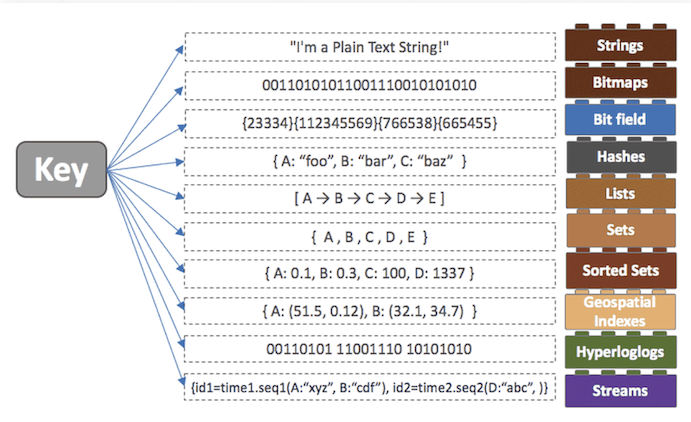 "I'm a Plain Text String!"
Strings
00110101011001110010101010
Bitmaps
{23334}{112345569}{766538}{665455}
Bit field
Key
{ A: “foo”, B: “bar”, C: “baz” }
Hashes
[ A → B → C → D → E ]
Lists
{ A , B , C , D , E }
Sets
{ A: 0.1, B: 0.3, C: 100, D: 1337 }
Sorted Sets
{ A: (51.5, 0.12), B: (32.1, 34.7) }
Geospatial
Indexes
00110101 11001110 10101010
Hyperloglogs
{id1=time1.seq1(A:“xyz”, B:“cdf”), id2=time2.seq2(D:“abc”, )}
Streams